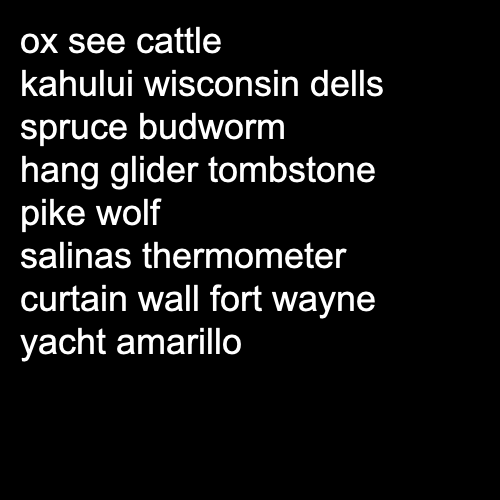 ox see cattle
kahului wisconsin dells
spruce budworm
hang glider tombstone
pike wolf
salinas thermometer
curtain wall fort wayne
yacht amarillo